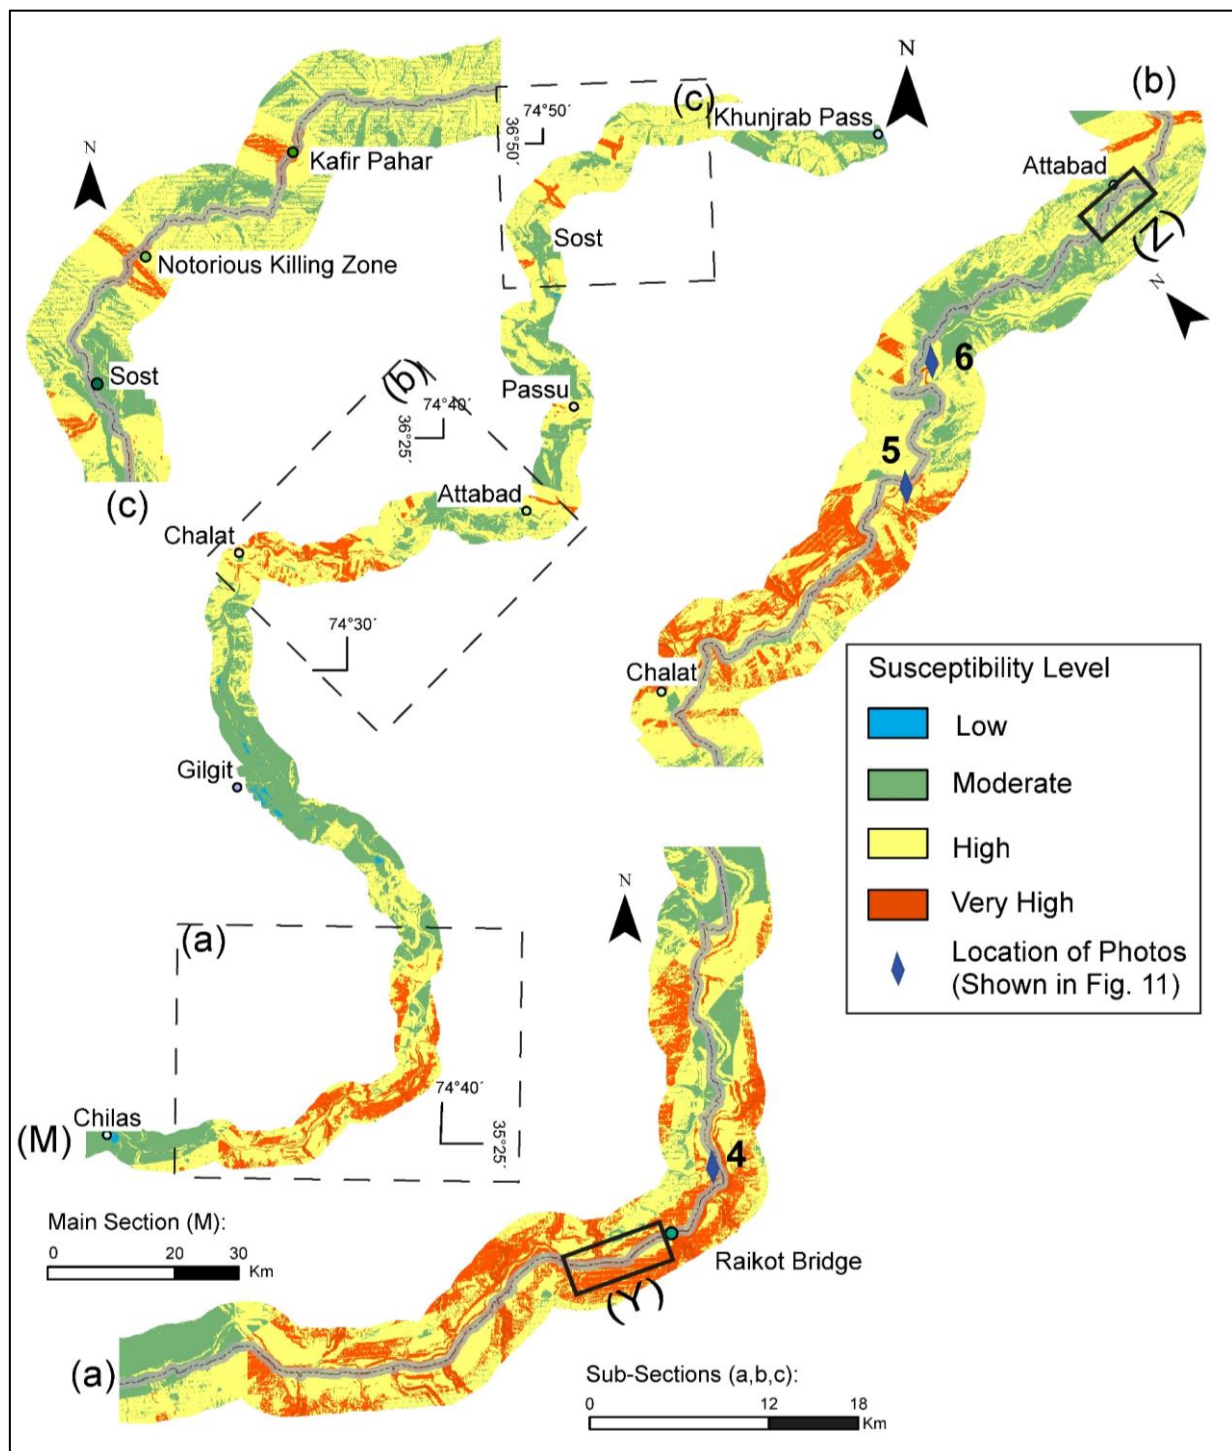 N
(b)
(c)
Khunjrab Pass
74°50´
36°50´
Kafir Pahar
N
Attabad
(Z)
Notorious Killing Zone
Sost
N
Sost
(b)
74°40´
36°25´
Passu
6
5
(c)
Attabad
Chalat
74°30´
Chalat
Susceptibility Level
Low
Moderate
High
Very High
Location of Photos
(Shown in Fig. 11)
Gilgit
N
(a)
74°40´
35°25´
Chilas
(M)
4
Main Section (M):
0 20 30
Km
Raikot Bridge
(Y)
(a)
Sub-Sections (a,b,c):
0 12 18
Km